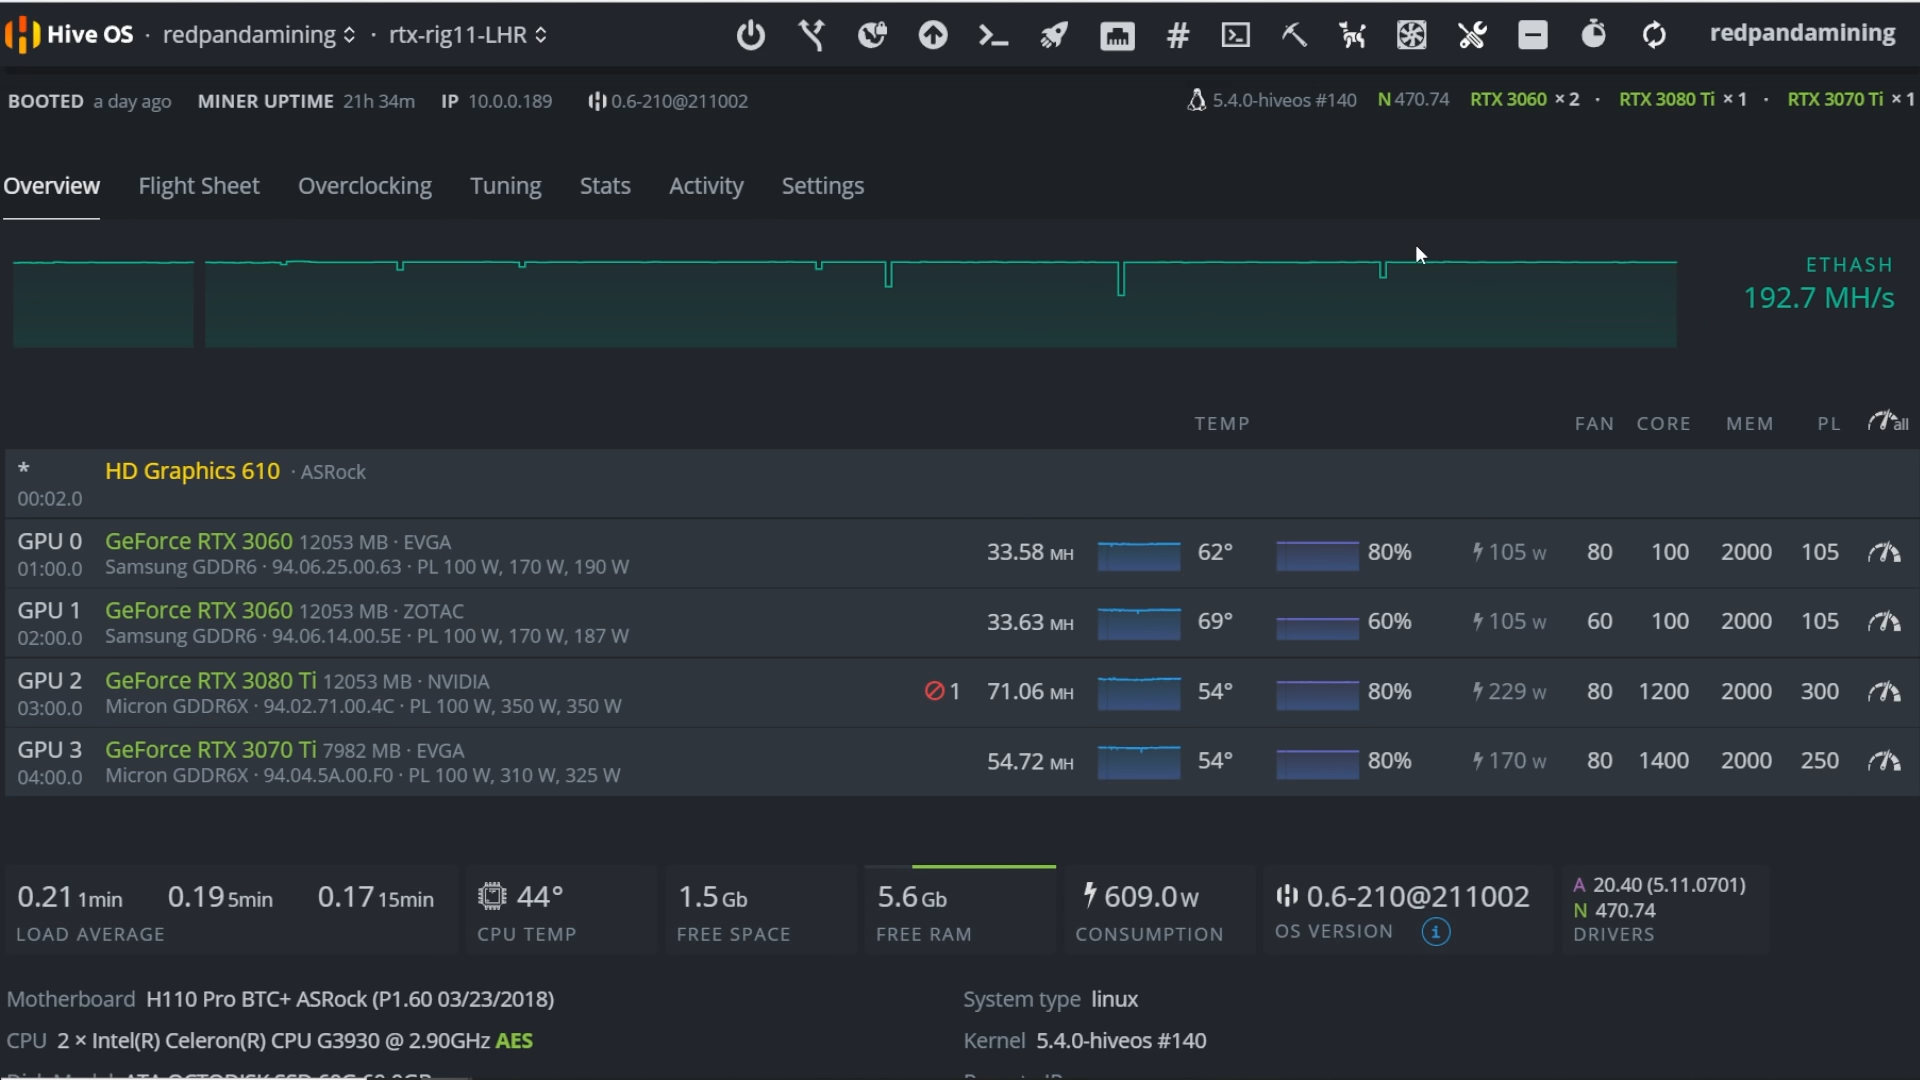 Hive OS · redpandamining · rtx-rig11-LHR redpandamining
BOOTED a day ago MINER UPTIME 21h 34m IP 10.0.0.189 0.6-210@211002 5.4.0-hiveos #140 N 470.74 RTX 3060 × 2 · RTX 3080 Ti × 1 · RTX 3070 Ti × 1
Overview Flight Sheet Overclocking Tuning Stats Activity Settings
ETHASH
192.7 MH/s
TEMP FAN CORE MEM PL all
* HD Graphics 610 · ASRock
00:02.0
GPU 0 GeForce RTX 3060 12053 MB · EVGA 33.58 MH 62° 80% 105 W 80 100 2000 105
01:00.0 Samsung GDDR6 · 94.06.25.00.63 · PL 100 W, 170 W, 190 W
GPU 1 GeForce RTX 3060 12053 MB · ZOTAC 33.63 MH 69° 60% 105 W 60 100 2000 105
02:00.0 Samsung GDDR6 · 94.06.14.00.5E · PL 100 W, 170 W, 187 W
GPU 2 GeForce RTX 3080 Ti 12053 MB · NVIDIA 1 71.06 MH 54° 80% 229 W 80 1200 2000 300
03:00.0 Micron GDDR6X · 94.02.71.00.4C · PL 100 W, 350 W, 350 W
GPU 3 GeForce RTX 3070 Ti 7982 MB · EVGA 54.72 MH 54° 80% 170 W 80 1400 2000 250
04:00.0 Micron GDDR6X · 94.04.5A.00.F0 · PL 100 W, 310 W, 325 W
0.21 1min 0.19 5min 0.17 15min 44° 1.5 Gb 5.6 Gb 609.0 W 0.6-210@211002 A 20.40 (5.11.0701)
N 470.74
LOAD AVERAGE CPU TEMP FREE SPACE FREE RAM CONSUMPTION OS VERSION i DRIVERS
Motherboard H110 Pro BTC+ ASRock (P1.60 03/23/2018) System type linux
CPU 2 × Intel(R) Celeron(R) CPU G3930 @ 2.90GHz AES Kernel 5.4.0-hiveos #140